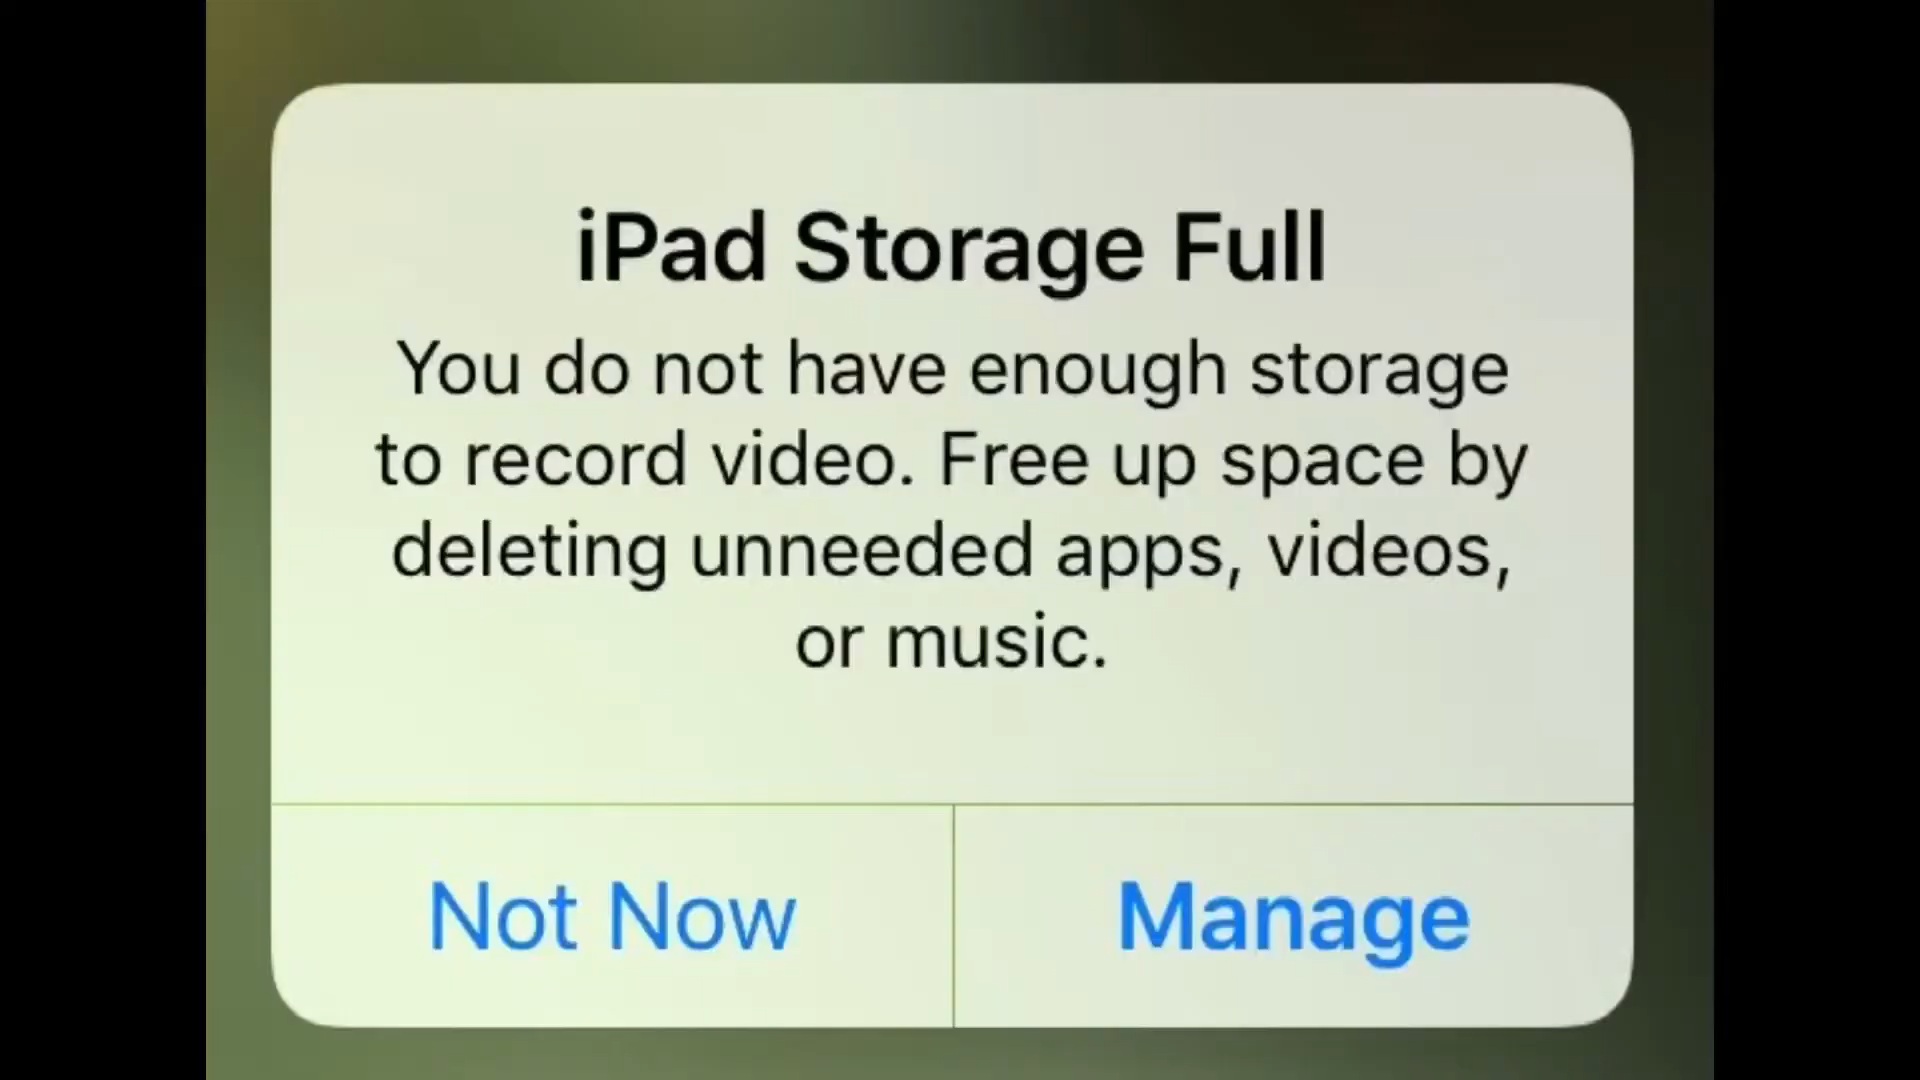 iPad Storage Full
You do not have enough storage
to record video. Free up space by
deleting unneeded apps, videos,
or music.
Not Now
Manage